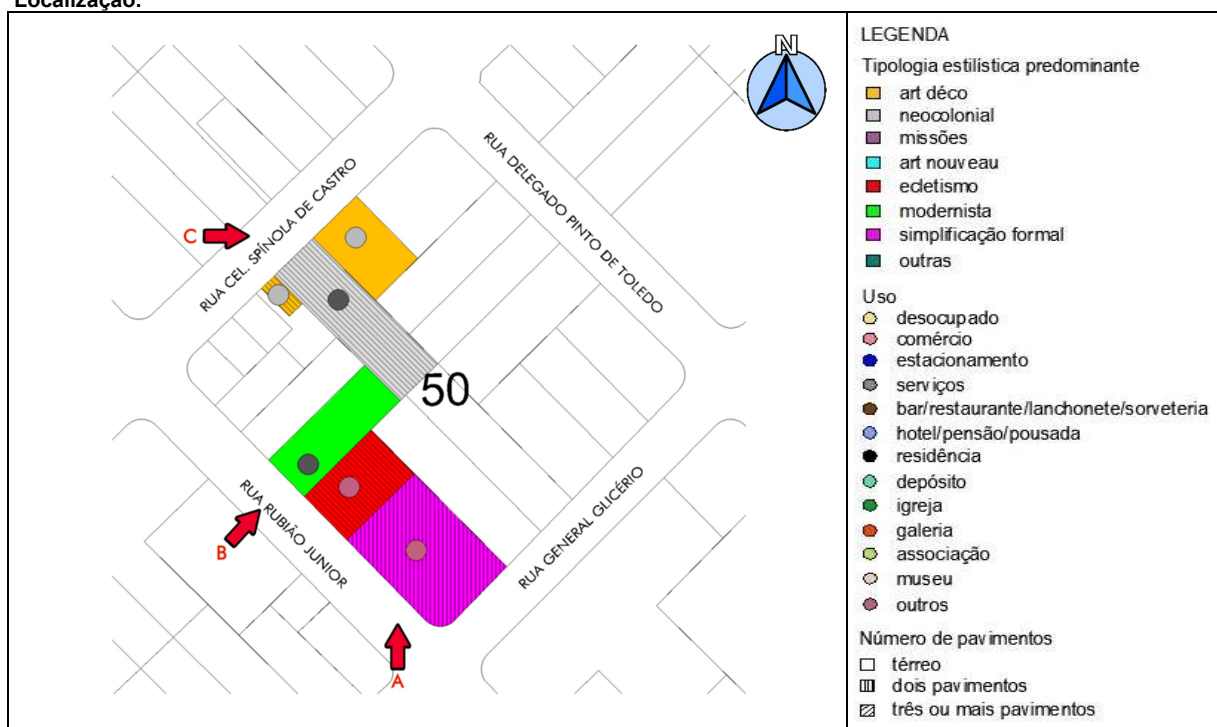 Localização:
N
RUA DELEGADO PINTO DE TOLEDO
RUA CEL. SPÍNOLA DE CASTRO
C
50
RUA RUBIÃO JUNIOR
B
RUA GENERAL GLICÉRIO
A
LEGENDA
Tipologia estilística predominante
art déco
neocolonial
missões
art nouveau
ecletismo
modernista
simplificação formal
outras
Uso
desocupado
comércio
estacionamento
serviços
bar/restaurante/lanchonete/sorveteria
hotel/pensão/pousada
residência
depósito
igreja
galeria
associação
museu
outros
Número de pavimentos
térreo
dois pavimentos
três ou mais pavimentos